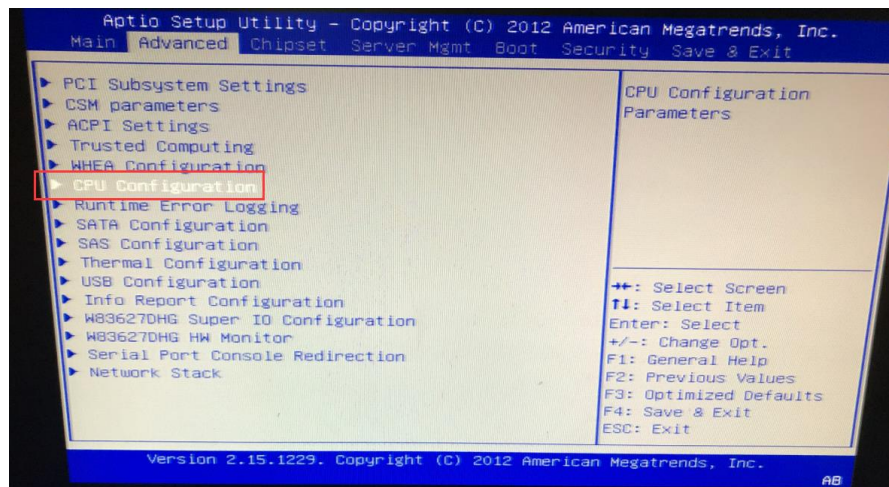 Aptio Setup Utility – Copyright (C) 2012 American Megatrends, Inc.
Main Advanced Chipset Server Mgmt Boot Security Save & Exit
► PCI Subsystem Settings
► CSM parameters
► ACPI Settings
► Trusted Computing
► WHEA Configuration
► CPU Configuration
► Runtime Error Logging
► SATA Configuration
► SAS Configuration
► Thermal Configuration
► USB Configuration
► Info Report Configuration
► W83627DHG Super IO Configuration
► W83627DHG HW Monitor
► Serial Port Console Redirection
► Network Stack
CPU Configuration
Parameters
→←: Select Screen
↑↓: Select Item
Enter: Select
+/-: Change Opt.
F1: General Help
F2: Previous Values
F3: Optimized Defaults
F4: Save & Exit
ESC: Exit
Version 2.15.1229. Copyright (C) 2012 American Megatrends, Inc.
AB